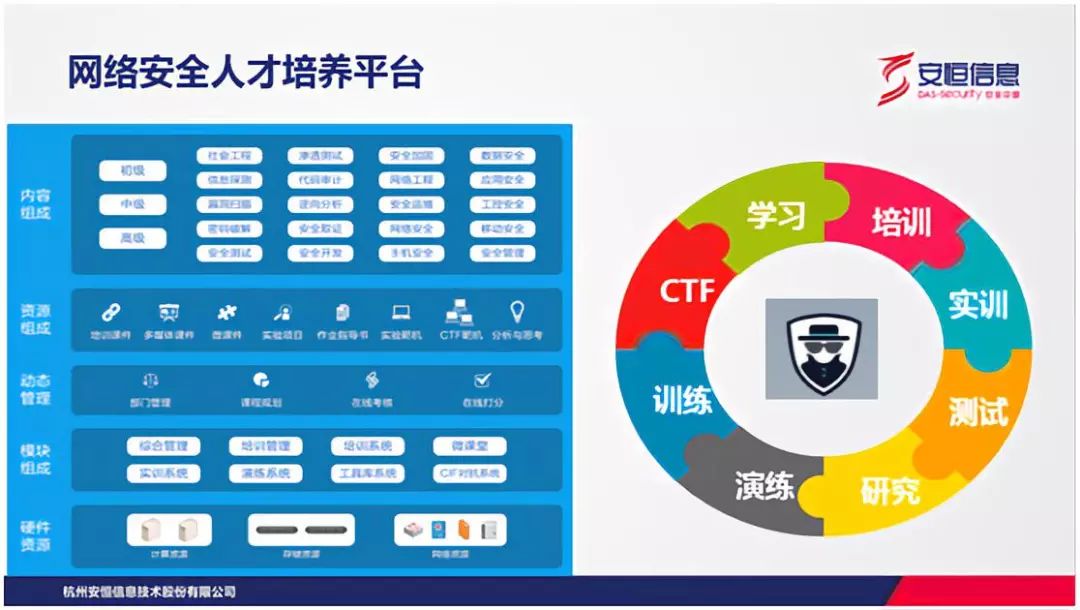 网络安全人才培养平台
安恒信息
DAS-Security
内容
组成
初级
中级
高级
社会工程 渗透测试 安全加固 数据安全
信息探测 代码审计 网络工程 应用安全
漏洞扫描 逆向分析 安全运维 工控安全
密码破解 安全取证 网络安全 移动安全
安全测试 安全开发 手机安全 安全管理
资源
组成
培训课件 多媒体课件 微课件 实验项目 作业指导书 实验靶机 CTF靶机 分析与思考
动态
管理
部门管理 课程规划 在线考核 在线打分
模块
组成
综合管理 培训管理 培训系统 微课堂
实训系统 演练系统 工具库系统 CTF对抗系统
硬件
资源
计算资源 存储资源 网络资源
学习
培训
实训
测试
研究
演练
训练
CTF
杭州安恒信息技术股份有限公司